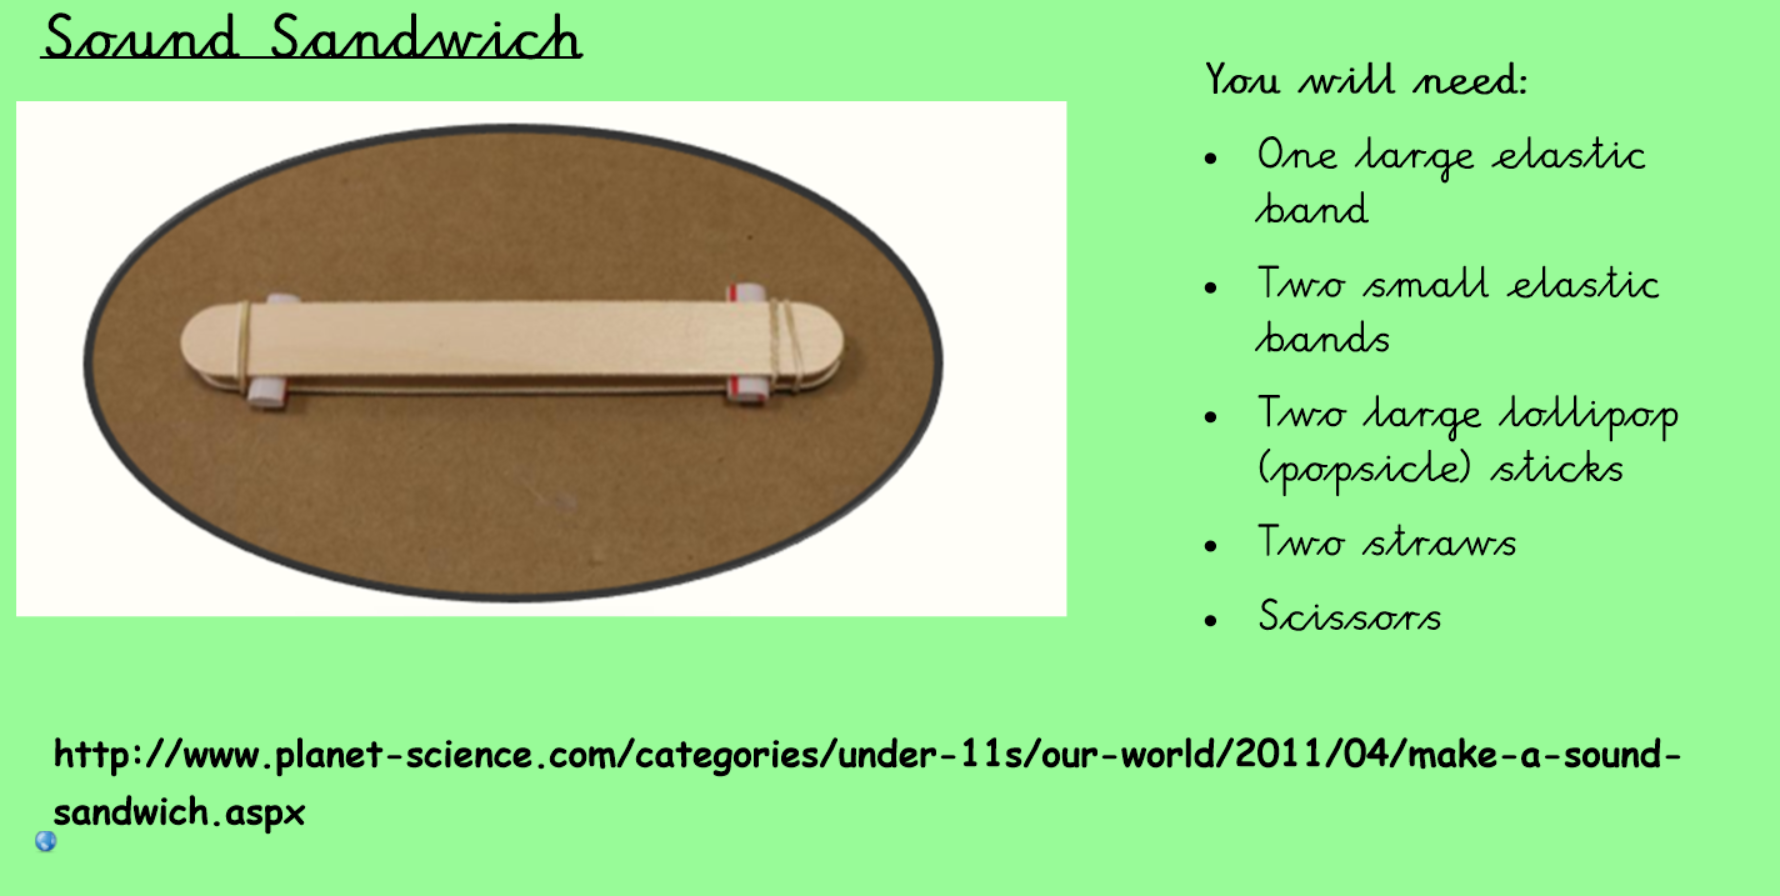 Sound Sandwich
You will need:
• One large elastic
band
• Two small elastic
bands
• Two large lollipop
(popsicle) sticks
• Two straws
• Scissors
http://www.planet-science.com/categories/under-11s/our-world/2011/04/make-a-sound-
sandwich.aspx